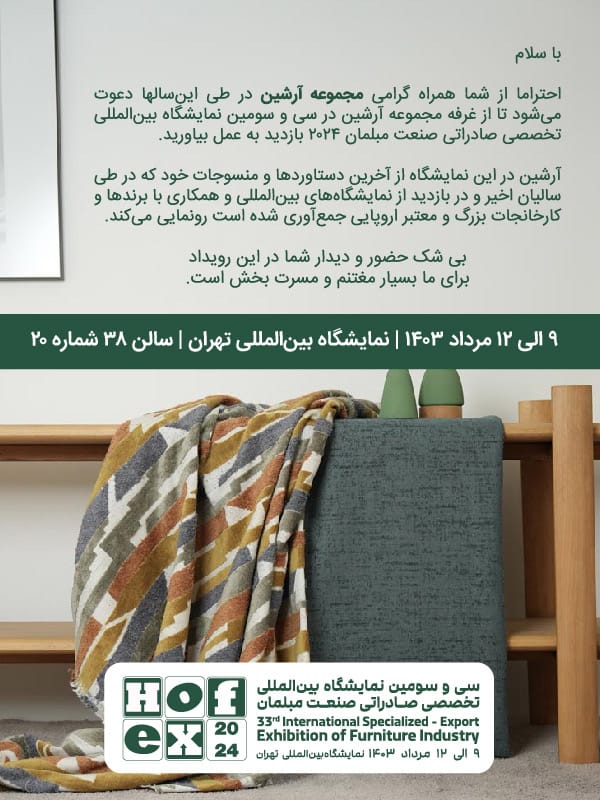 با سلام
احتراما از شما همراه گرامی مجموعه آرشین در طی این‌سالها دعوت
می‌شود تا از غرفه مجموعه آرشین در سی و سومین نمایشگاه بین‌المللی
تخصصی صادراتی صنعت مبلمان ۲۰۲۴ بازدید به عمل بیاورید.
آرشین در این نمایشگاه از آخرین دستاوردها و منسوجات خود که در طی
سالیان اخیر و در بازدید از نمایشگاه‌های بین‌المللی و همکاری با برندها و
کارخانجات بزرگ و معتبر اروپایی جمع‌آوری شده است رونمایی می‌کند.
بی شک حضور و دیدار شما در این رویداد
برای ما بسیار مغتنم و مسرت بخش است.
۹ الی ۱۲ مرداد ۱۴۰۳ | نمایشگاه بین‌المللی تهران | سالن ۳۸ شماره ۲۰
Hof
ex 20 24
سی و سومین نمایشگاه بین‌المللی
تخصصی صادراتی صنعت مبلمان
33rd International Specialized - Export
Exhibition of Furniture Industry
۹ الی ۱۲ مرداد ۱۴۰۳ نمایشگاه بین‌المللی تهران